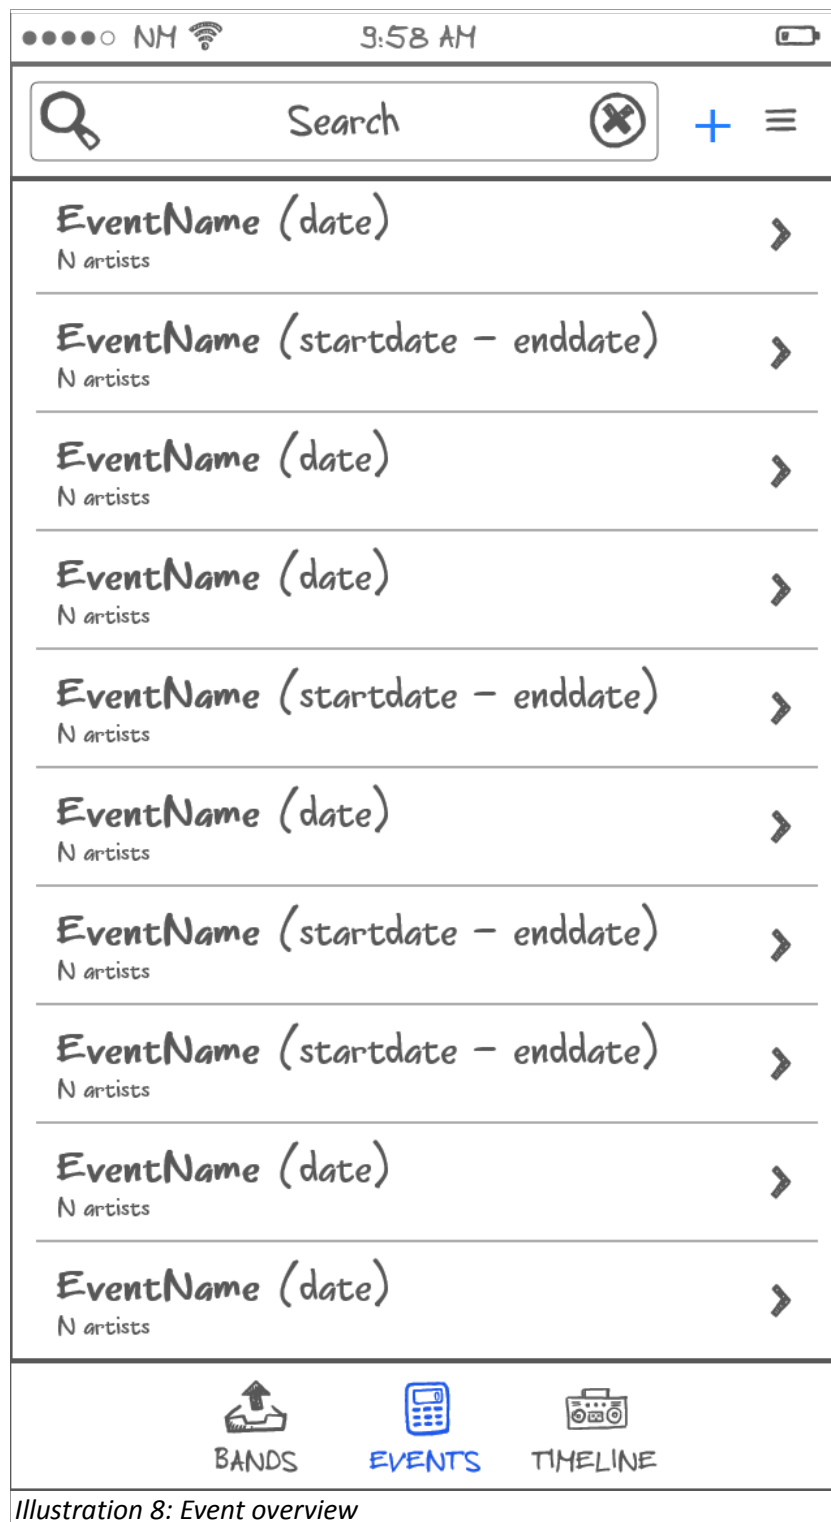 NM 9:58 AM
Search
EventName (date)
N artists
EventName (startdate - enddate)
N artists
EventName (date)
N artists
EventName (date)
N artists
EventName (startdate - enddate)
N artists
EventName (date)
N artists
EventName (startdate - enddate)
N artists
EventName (startdate - enddate)
N artists
EventName (date)
N artists
EventName (date)
N artists
BANDS EVENTS TIMELINE
Illustration 8: Event overview